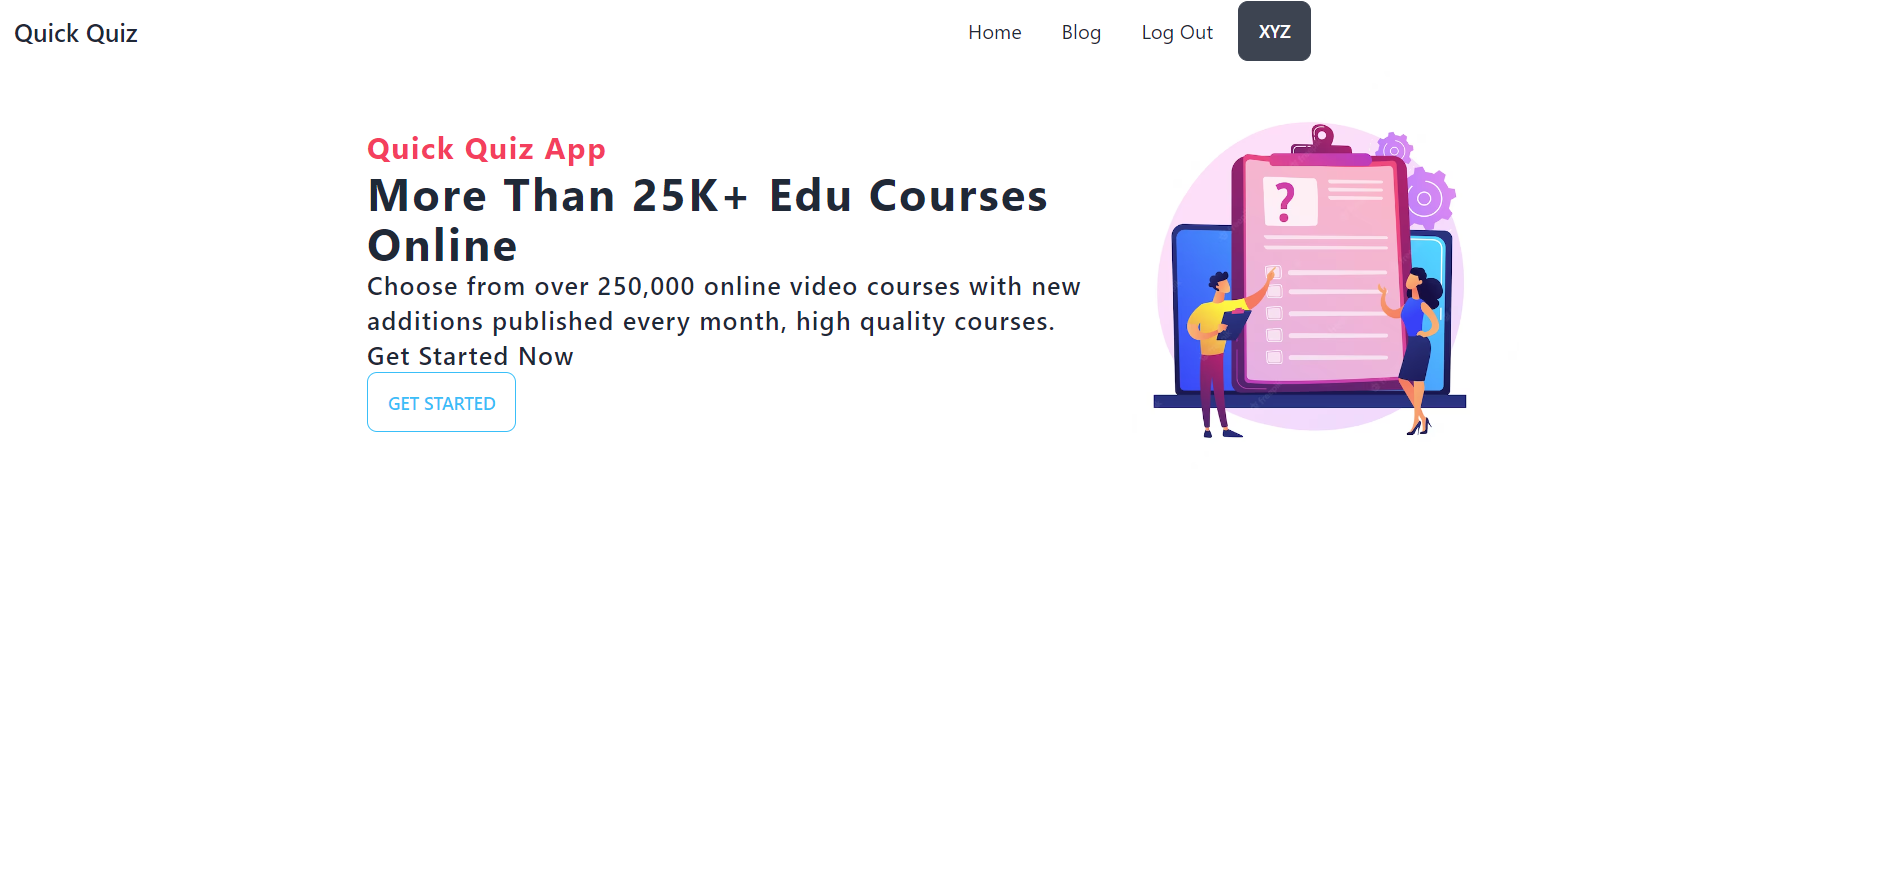 Quick Quiz
Home
Blog
Log Out
XYZ
Quick Quiz App
More Than 25K+ Edu Courses
Online
Choose from over 250,000 online video courses with new
additions published every month, high quality courses.
Get Started Now
GET STARTED
?